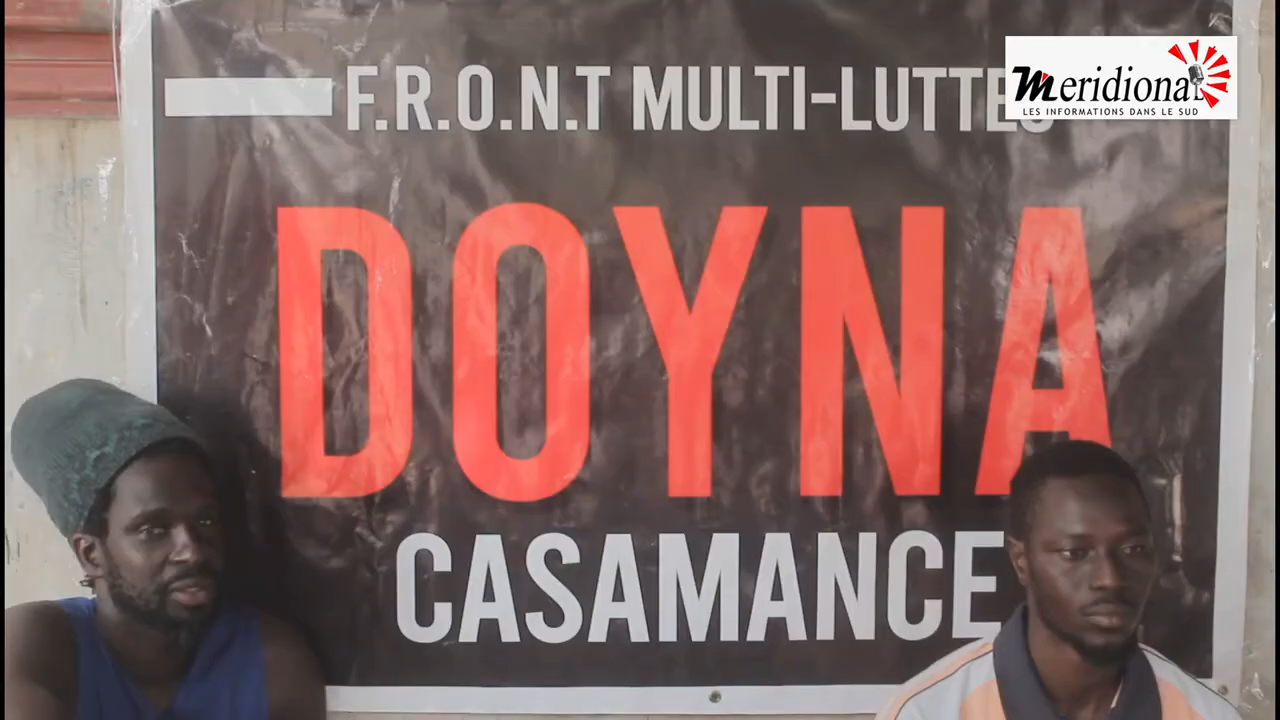 F.R.O.N.T MULTI-LUTTES
Meridional
LES INFORMATIONS DANS LE SUD
DOYNA
CASAMANCE